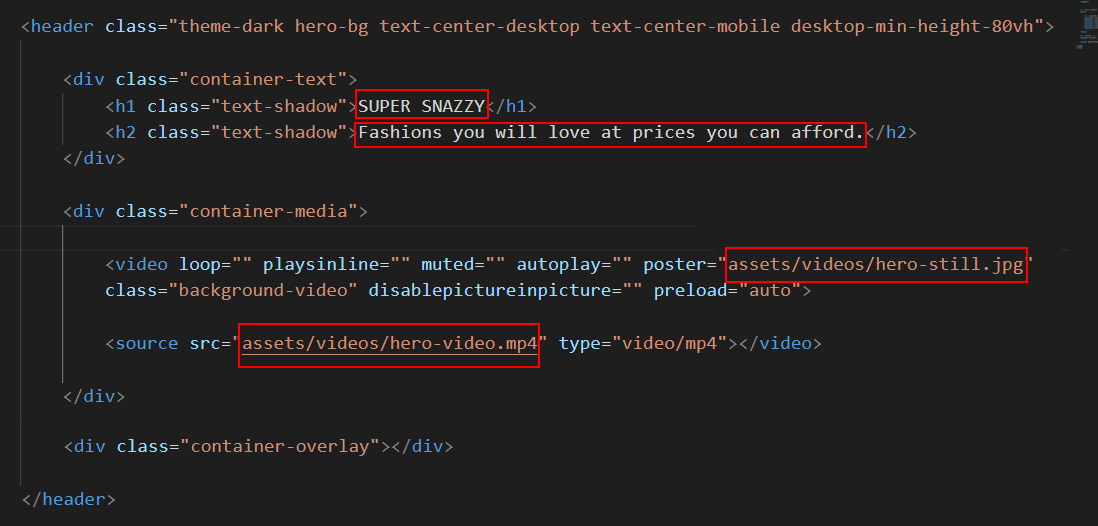 <header class="theme-dark hero-bg text-center-desktop text-center-mobile desktop-min-height-80vh">
<div class="container-text">
<h1 class="text-shadow">SUPER SNAZZY</h1>
<h2 class="text-shadow">Fashions you will love at prices you can afford.</h2>
</div>
<div class="container-media">
<video loop="" playsinline="" muted="" autoplay="" poster="assets/videos/hero-still.jpg"
class="background-video" disablepictureinpicture="" preload="auto">
<source src="assets/videos/hero-video.mp4" type="video/mp4"></video>
</div>
<div class="container-overlay"></div>
</header>